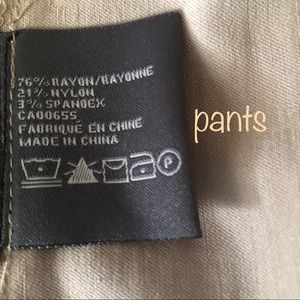 76% RAYON/RAYONNE
21% NYLON
3% SPANDEX
CA00655
FABRIQUÉ EN CHINE
MADE IN CHINA
P
pants